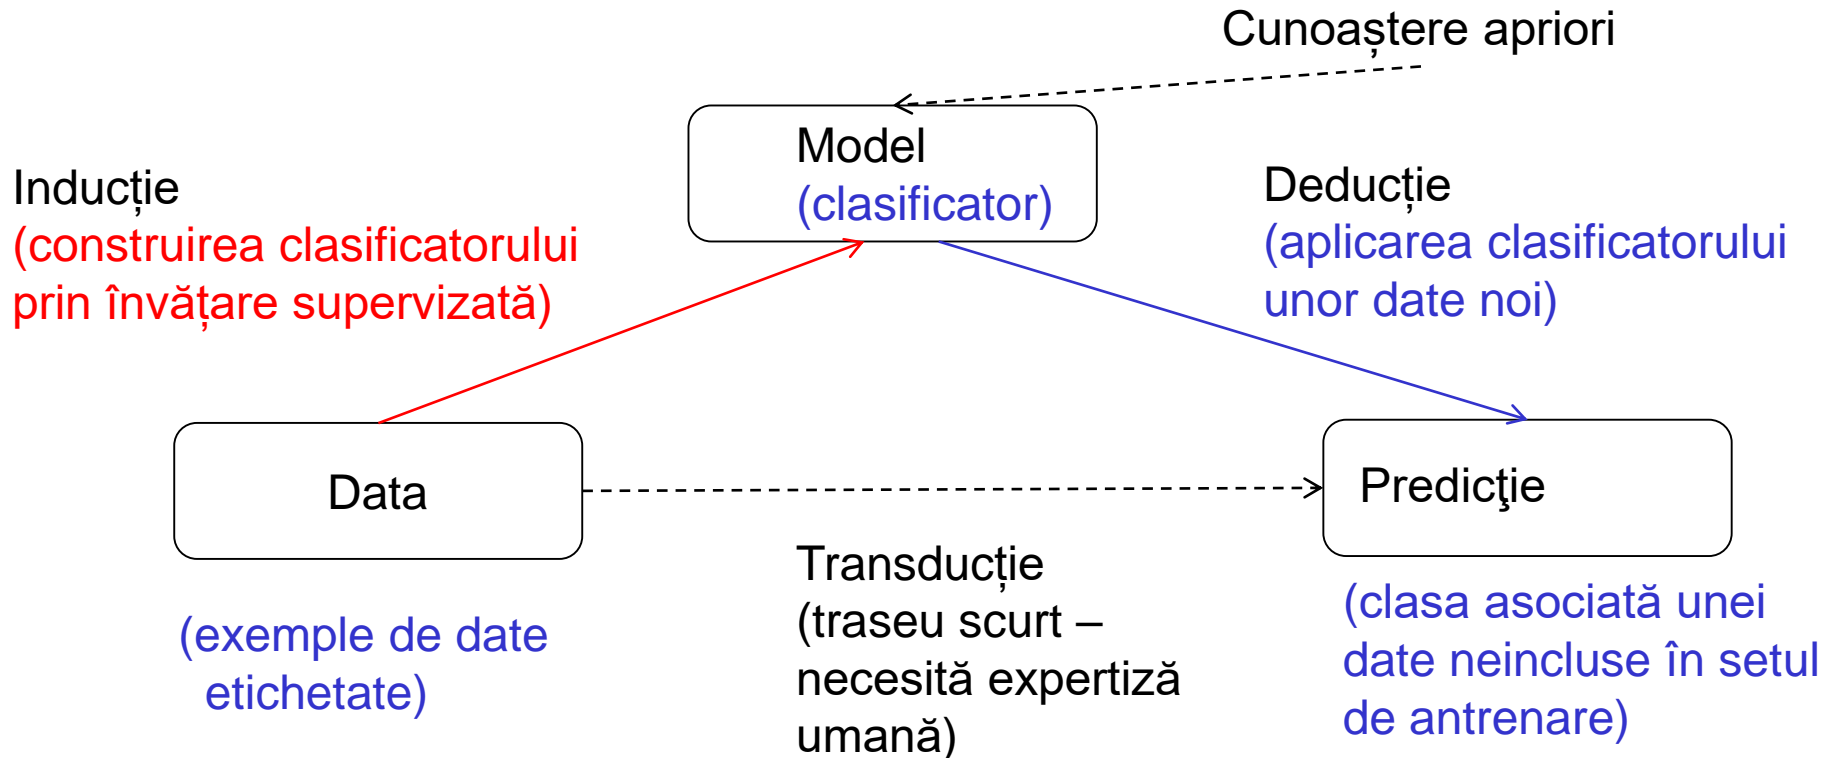 Cunoaștere apriori
Model
(clasificator)
Inducție
(construirea clasificatorului
prin învățare supervizată)
Deducție
(aplicarea clasificatorului
unor date noi)
Data
Predicţie
(exemple de date
etichetate)
Transducție
(traseu scurt –
necesită expertiză
umană)
(clasa asociată unei
date neincluse în setul
de antrenare)